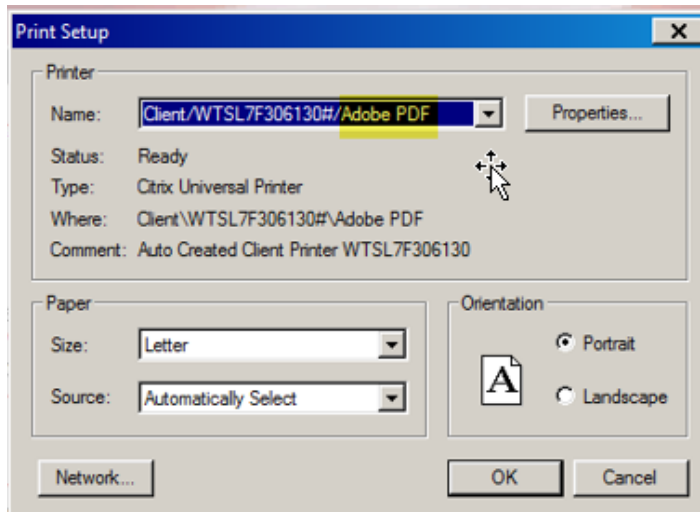 Print Setup
Printer
Name: Client/WTSL7F306130#/Adobe PDF Properties...
Status: Ready
Type: Citrix Universal Printer
Where: Client\WTSL7F306130#\Adobe PDF
Comment: Auto Created Client Printer WTSL7F306130
Paper
Size: Letter
Source: Automatically Select
Orientation
A
Portrait
Landscape
Network... OK Cancel